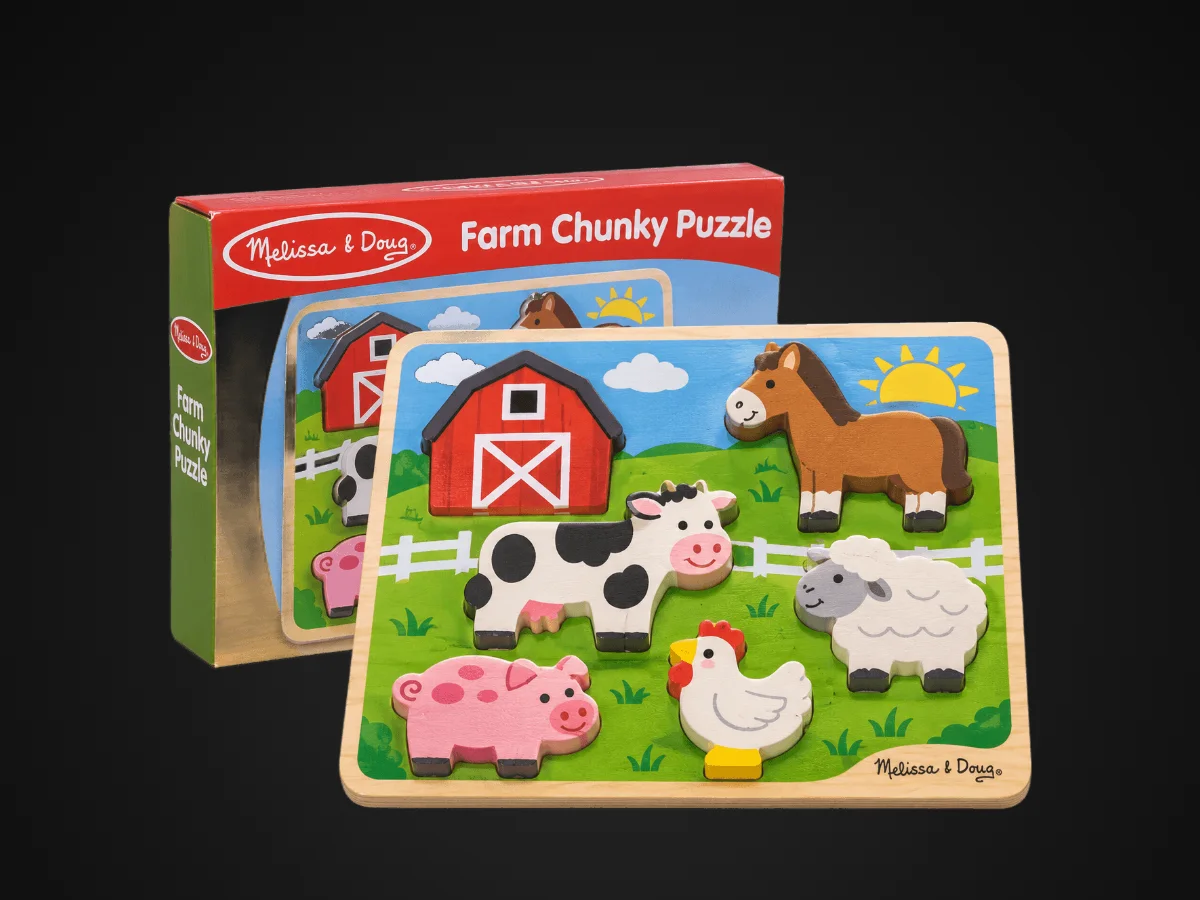 Melissa & Doug®
Farm Chunky Puzzle
Melissa & Doug
Farm
Chunky
Puzzle
Melissa & Doug®